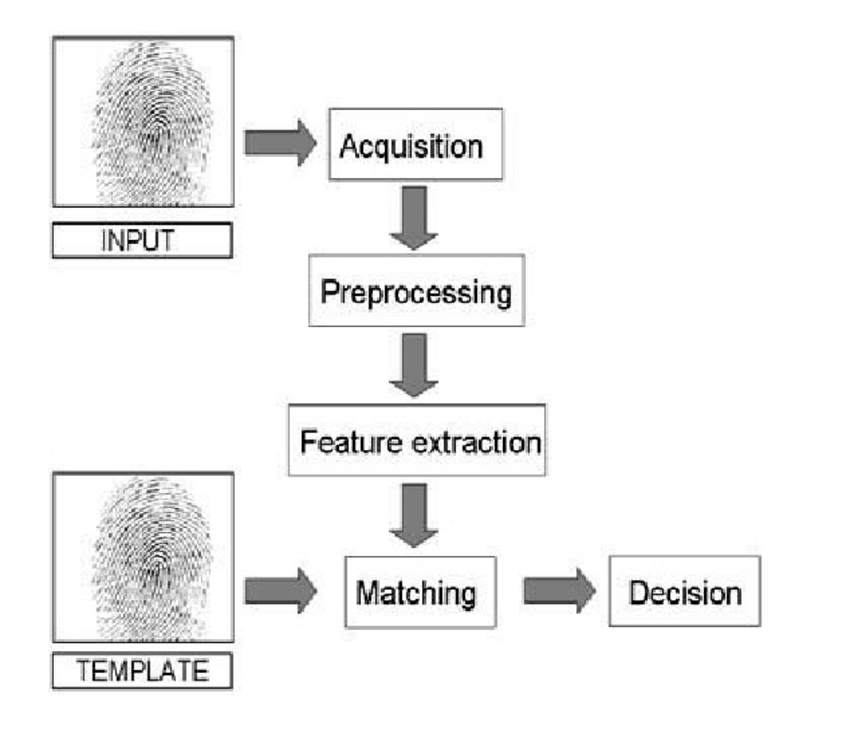 Acquisition
INPUT
Preprocessing
Feature extraction
Matching
Decision
TEMPLATE